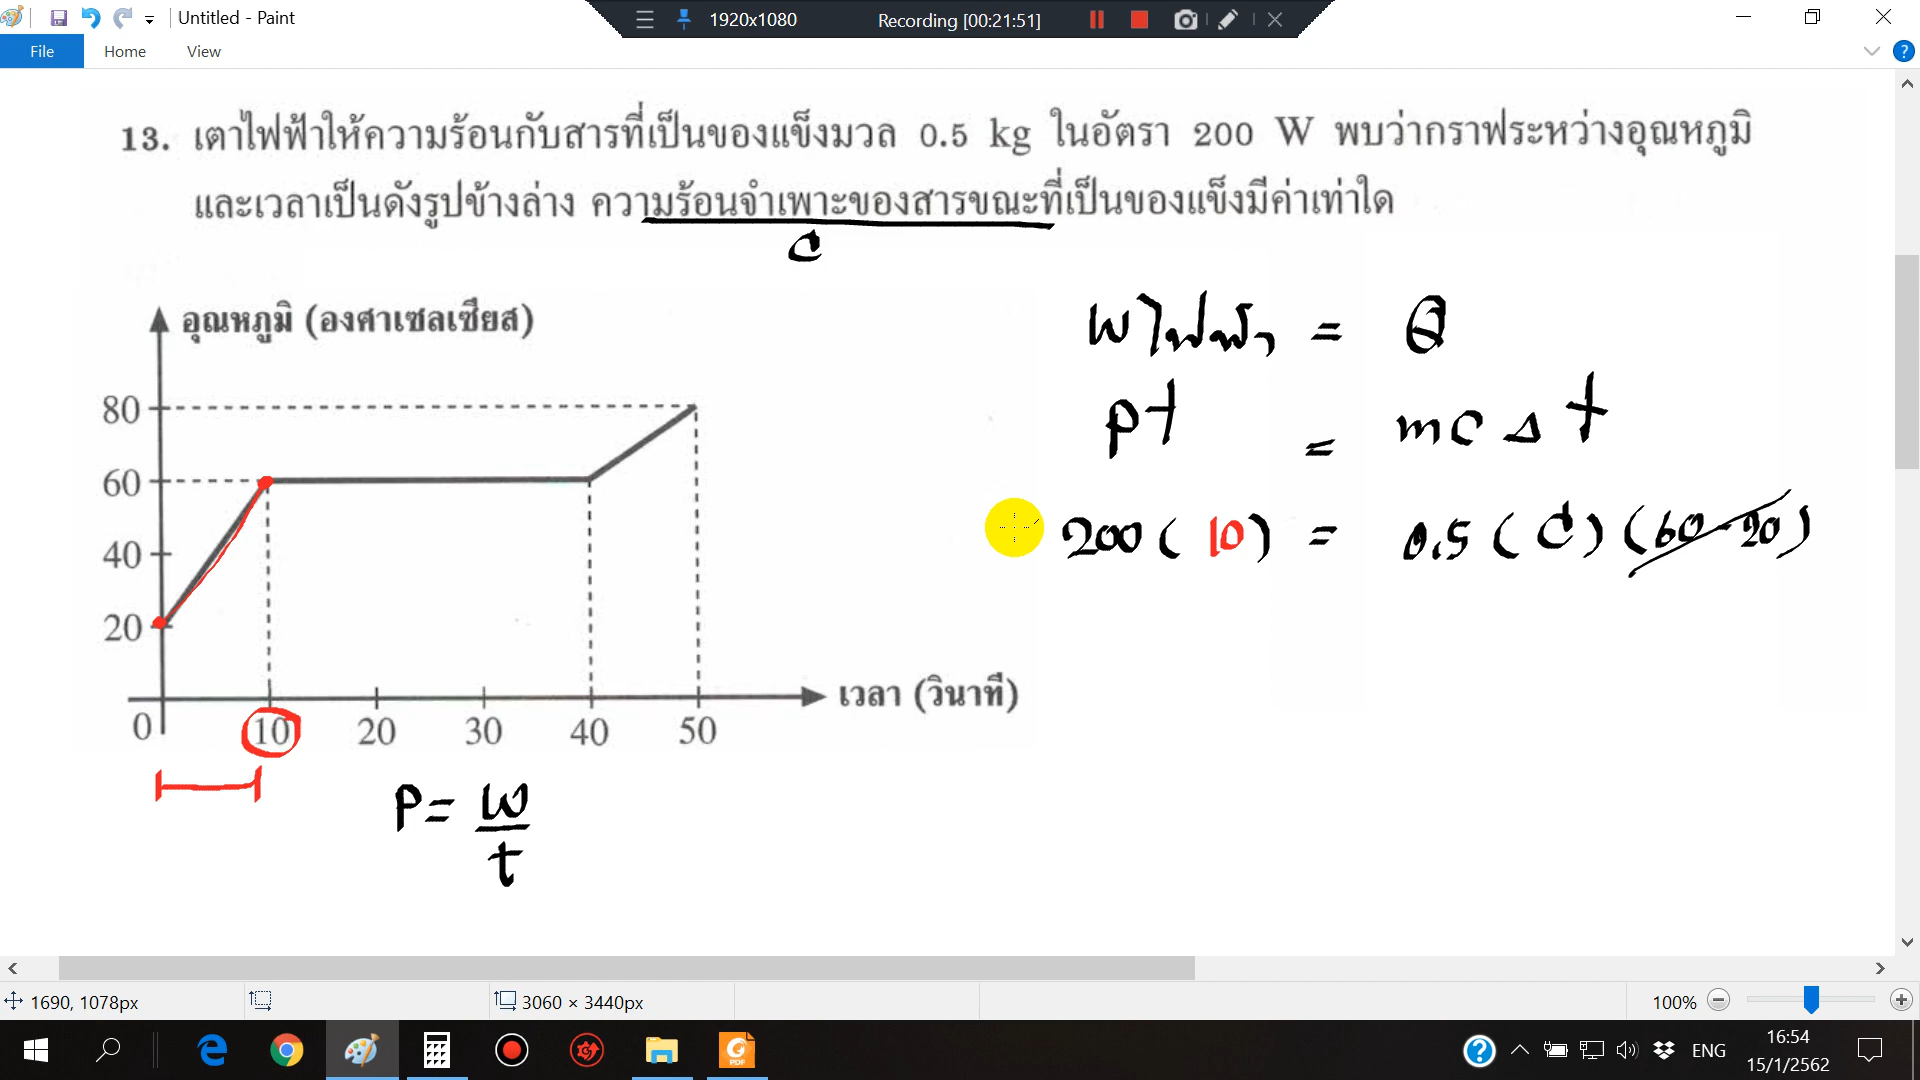 Untitled - Paint
1920x1080
Recording [00:21:51]
File
Home
View
13. เตาไฟฟ้าให้ความร้อนกับสารที่เป็นของแข็งมวล 0.5 kg ในอัตรา 200 W พบว่ากราฟระหว่างอุณหภูมิ
และเวลาเป็นดังรูปข้างล่าง ความร้อนจำเพาะของสารขณะที่เป็นของแข็งมีค่าเท่าใด
c
อุณหภูมิ (องศาเซลเซียส)
80
60
40
20
0
10
20
30
40
50
เวลา (วินาที)
P = W/t
Wไฟฟ้า = Q
Pt = mcΔt
200 (10) = 0.5 (c) (60-20)
1690, 1078px
3060 × 3440px
100%
ENG
16:54
15/1/2562